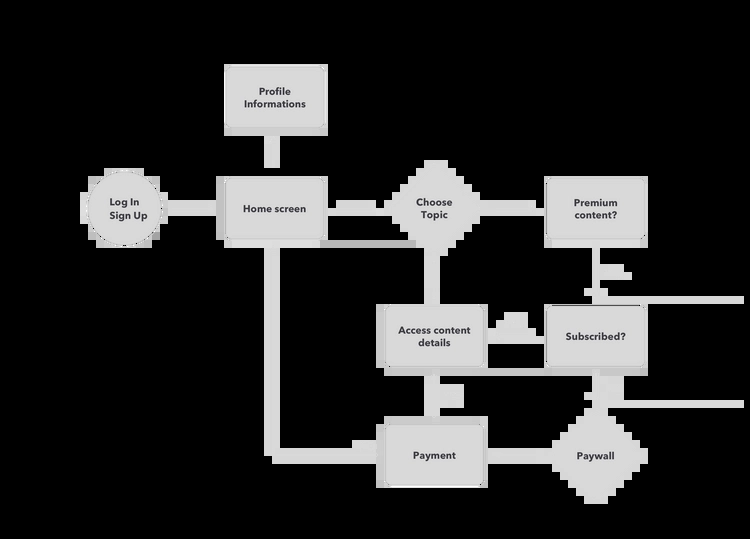 Profile
Informations
Log In
Sign Up
Home screen
Choose
Topic
Premium
content?
Access content
details
Subscribed?
Payment
Paywall